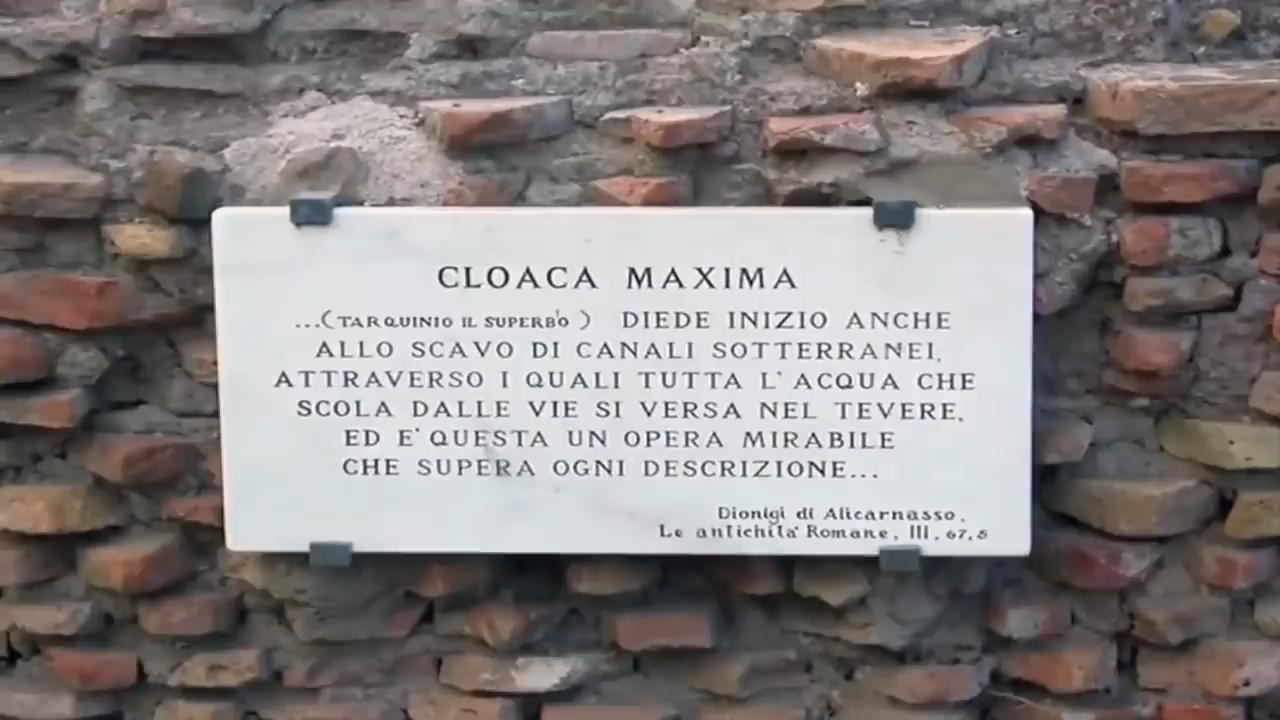 CLOACA MAXIMA
...(TARQUINIO IL SUPERBO) DIEDE INIZIO ANCHE
ALLO SCAVO DI CANALI SOTTERRANEI,
ATTRAVERSO I QUALI TUTTA L'ACQUA CHE
SCOLA DALLE VIE SI VERSA NEL TEVERE,
ED E' QUESTA UN OPERA MIRABILE
CHE SUPERA OGNI DESCRIZIONE...
Dionigi di Alicarnasso,
Le antichita' Romane, III, 67,5